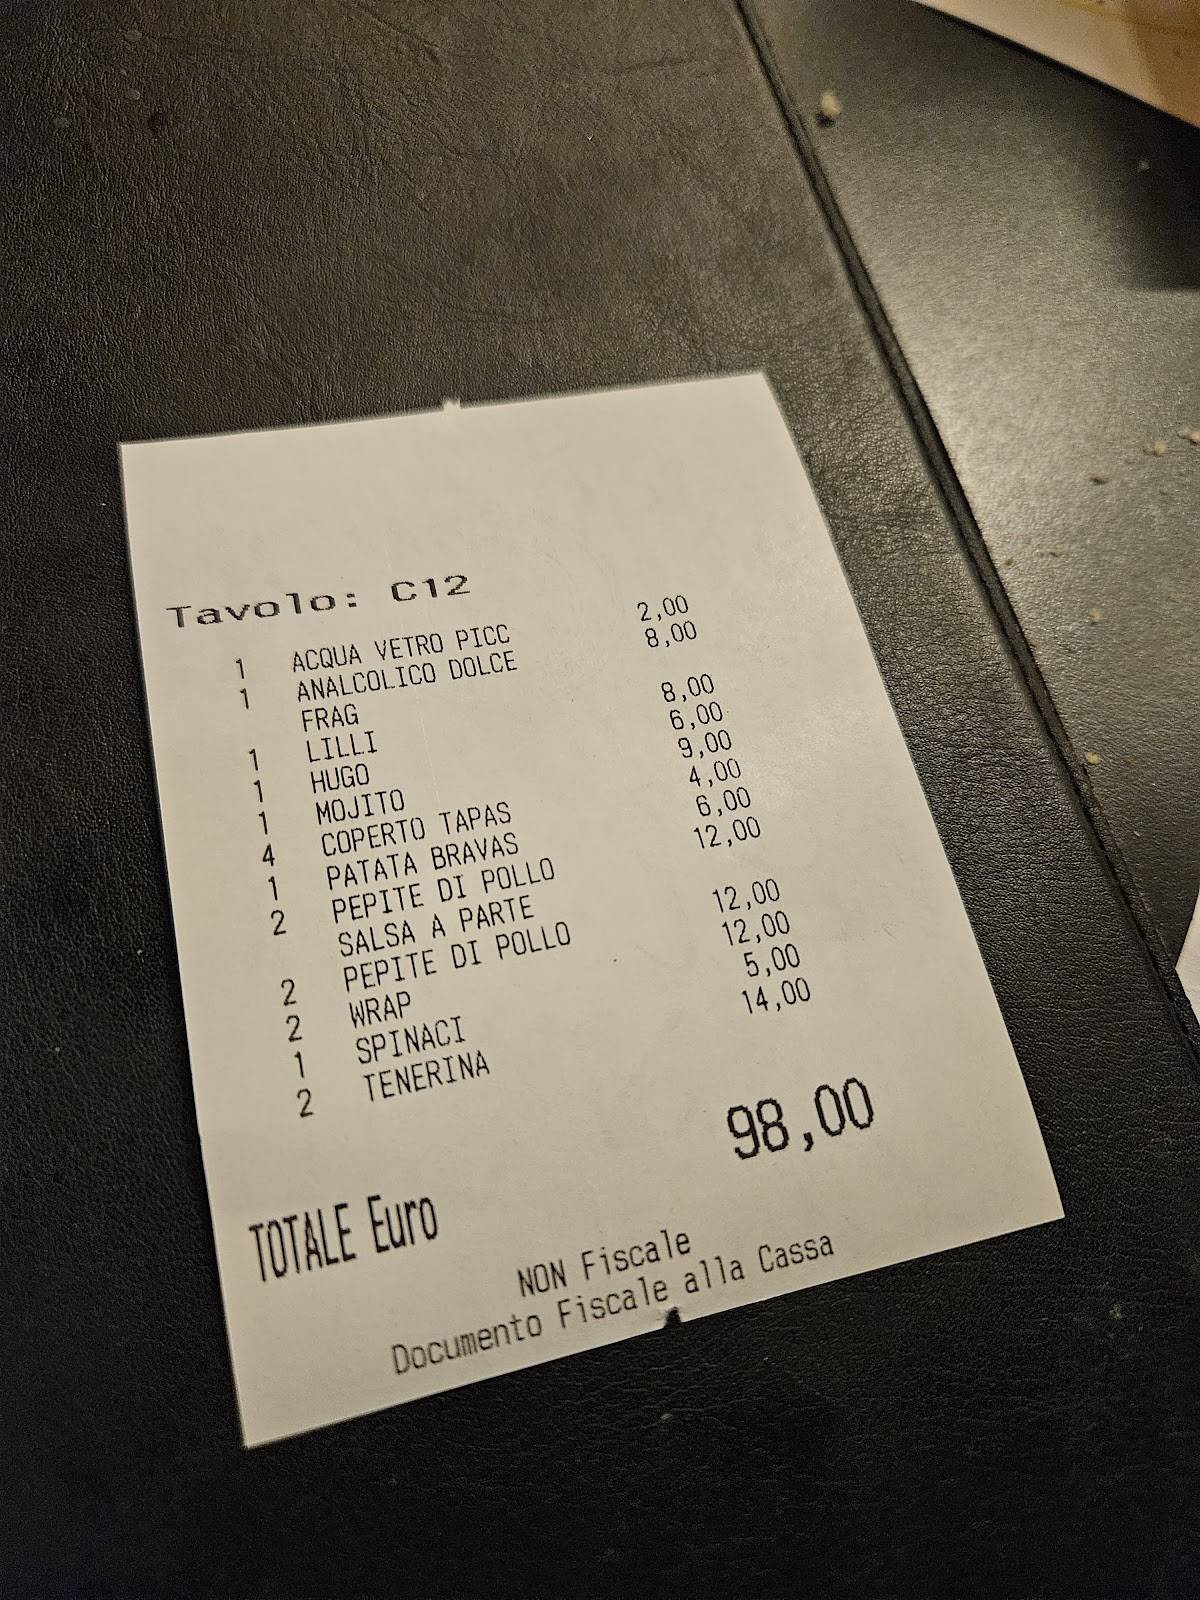 Tavolo: C12
1 ACQUA VETRO PICC 2,00
1 ANALCOLICO DOLCE 8,00
FRAG
1 LILLI 8,00
1 HUGO 6,00
1 MOJITO 9,00
4 COPERTO TAPAS 4,00
1 PATATA BRAVAS 6,00
2 PEPITE DI POLLO 12,00
SALSA A PARTE
2 PEPITE DI POLLO 12,00
2 WRAP 12,00
1 SPINACI 5,00
2 TENERINA 14,00
TOTALE Euro 98,00
NON Fiscale
Documento Fiscale alla Cassa